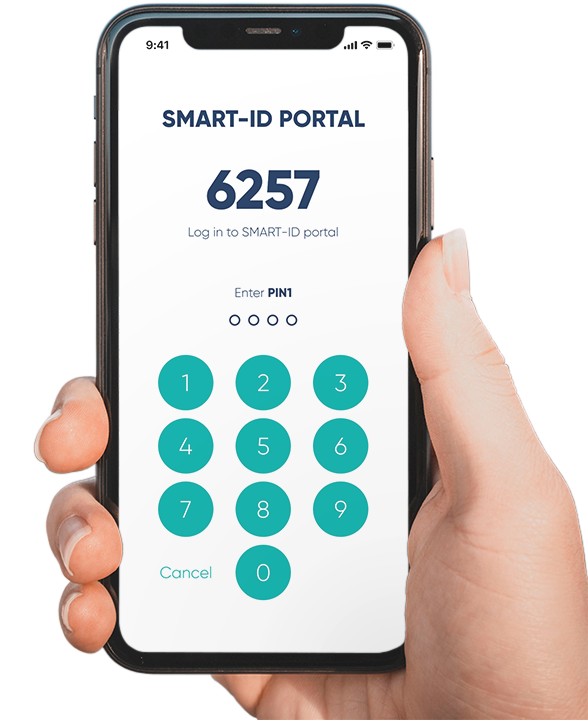 9:41
SMART-ID PORTAL
6257
Log in to SMART-ID portal
Enter PIN1
1 2 3
4 5 6
7 8 9
Cancel 0